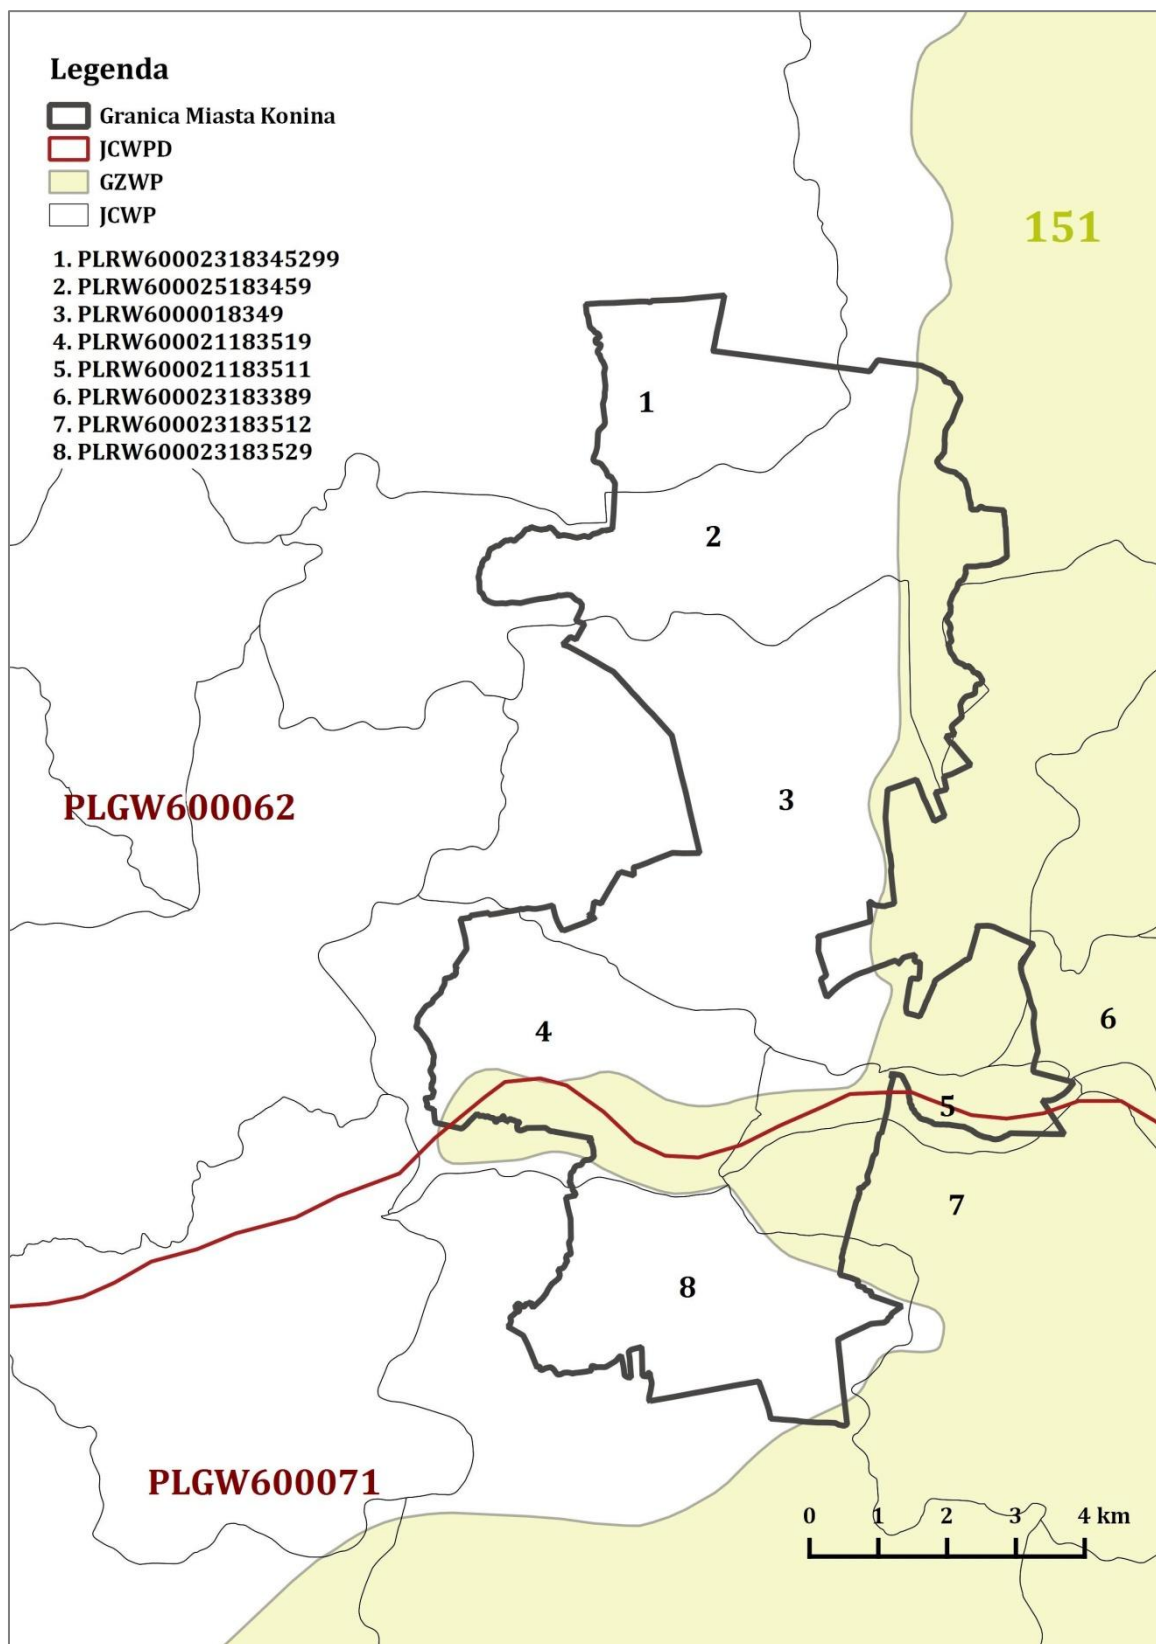 Legenda
Granica Miasta Konina
JCWPD
GZWP
JCWP
1. PLRW60002318345299
2. PLRW600025183459
3. PLRW6000018349
4. PLRW600021183519
5. PLRW600021183511
6. PLRW600023183389
7. PLRW600023183512
8. PLRW600023183529
151
1
2
3
PLGW600062
4
6
5
7
8
PLGW600071
0 1 2 3 4 km